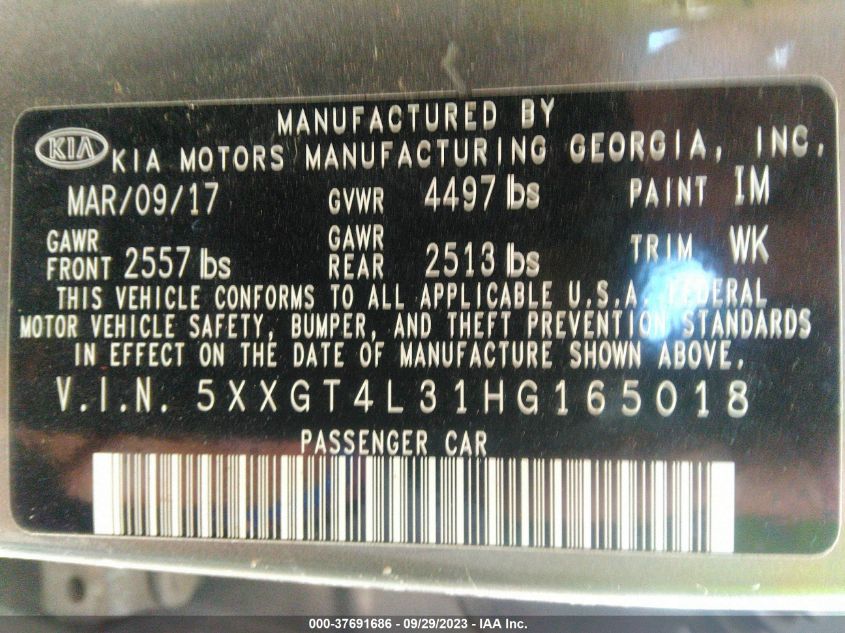 MANUFACTURED BY
KIA KIA MOTORS MANUFACTURING GEORGIA, INC.
MAR/09/17 GVWR 4497 lbs PAINT IM
GAWR FRONT 2557 lbs GAWR REAR 2513 lbs TRIM WK
THIS VEHICLE CONFORMS TO ALL APPLICABLE U.S.A. FEDERAL
MOTOR VEHICLE SAFETY, BUMPER, AND THEFT PREVENTION STANDARDS
IN EFFECT ON THE DATE OF MANUFACTURE SHOWN ABOVE.
V.I.N. 5XXGT4L31HG165018
PASSENGER CAR
000-37691686 - 09/29/2023 - IAA Inc.